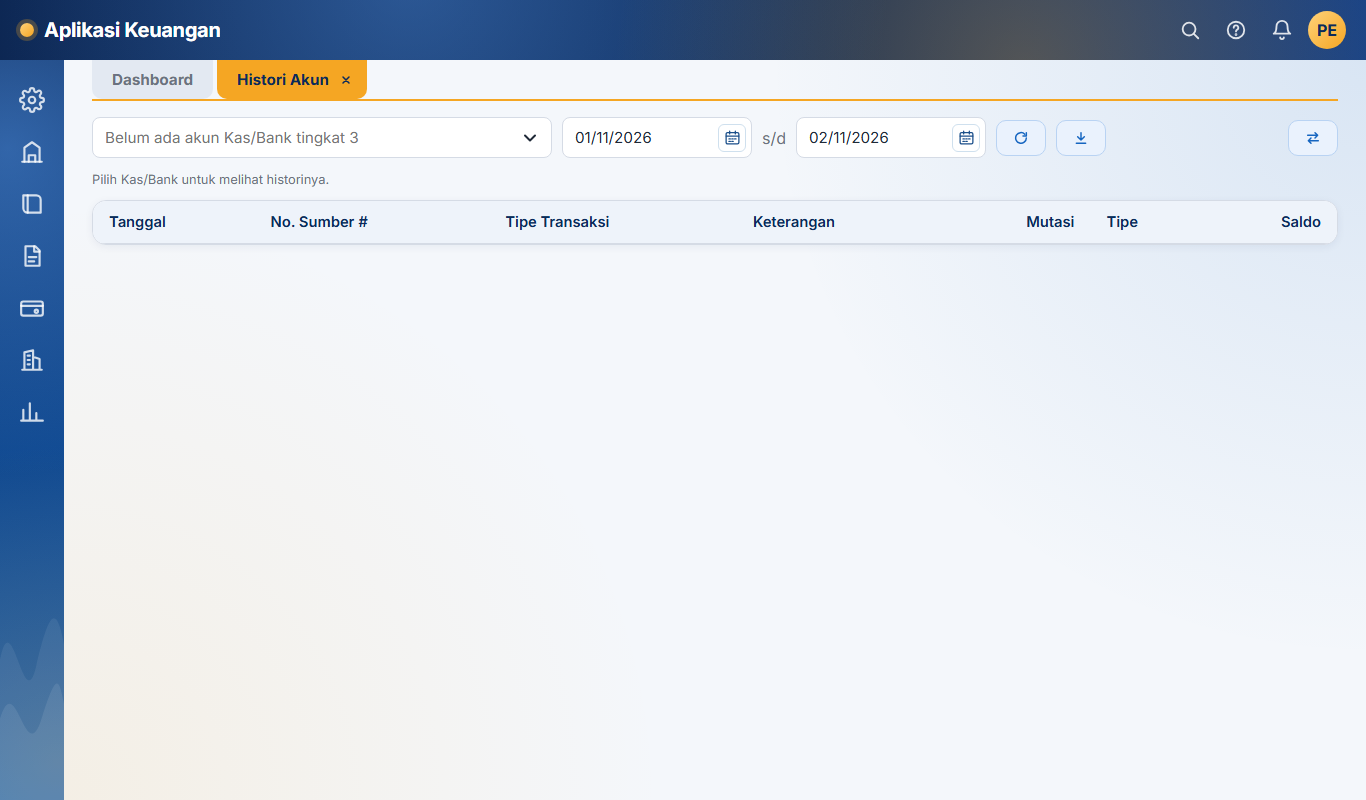 Aplikasi Keuangan
PE
Dashboard
Histori Akun
Belum ada akun Kas/Bank tingkat 3
01/11/2026
s/d
02/11/2026
Pilih Kas/Bank untuk melihat historinya.
Tanggal No. Sumber # Tipe Transaksi Keterangan Mutasi Tipe Saldo